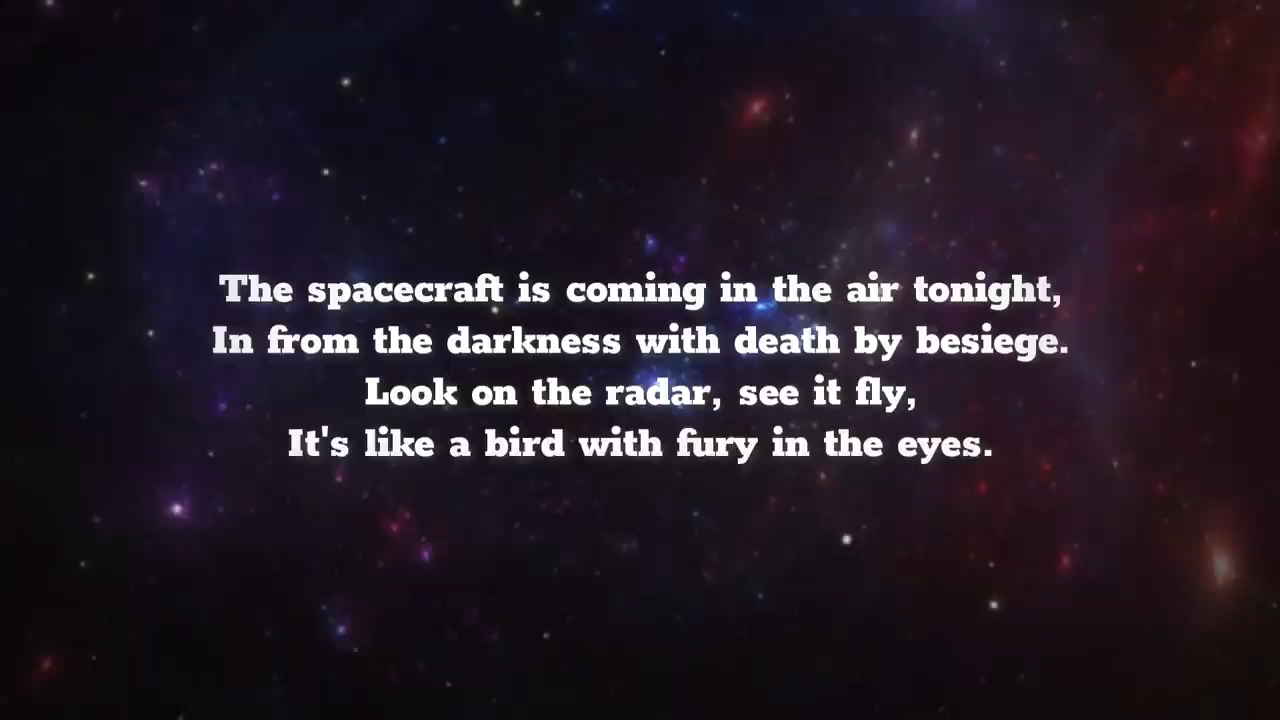 The spacecraft is coming in the air tonight,
In from the darkness with death by besiege.
Look on the radar, see it fly,
It's like a bird with fury in the eyes.